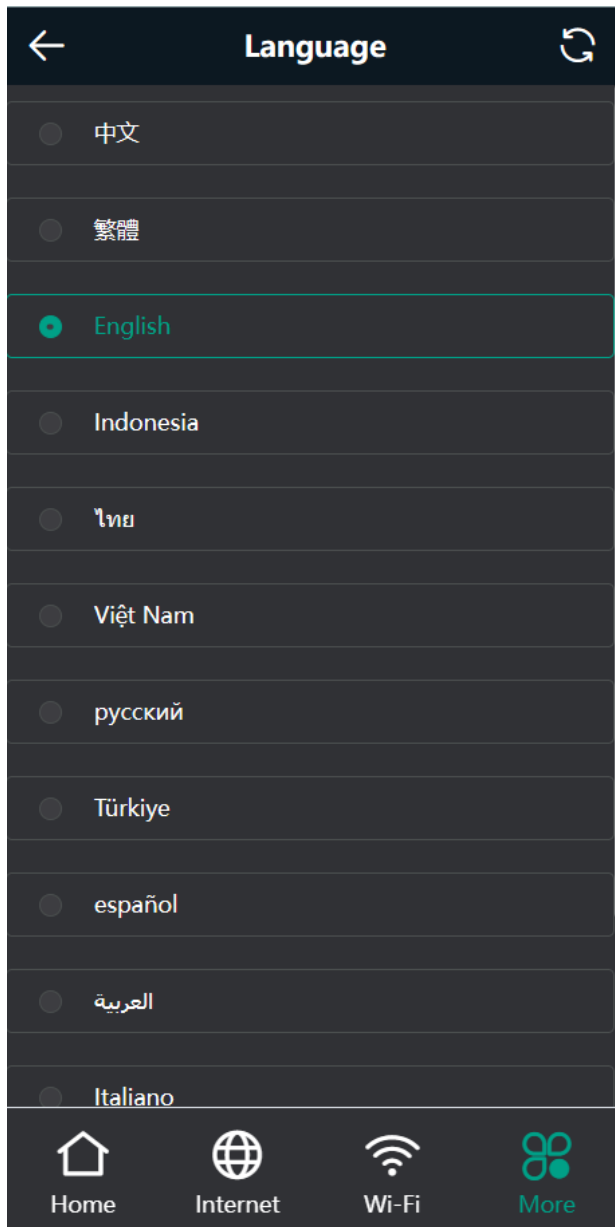 Language
中文
繁體
English
Indonesia
ไทย
Việt Nam
русский
Türkiye
español
العربية
Italiano
Home Internet Wi-Fi More